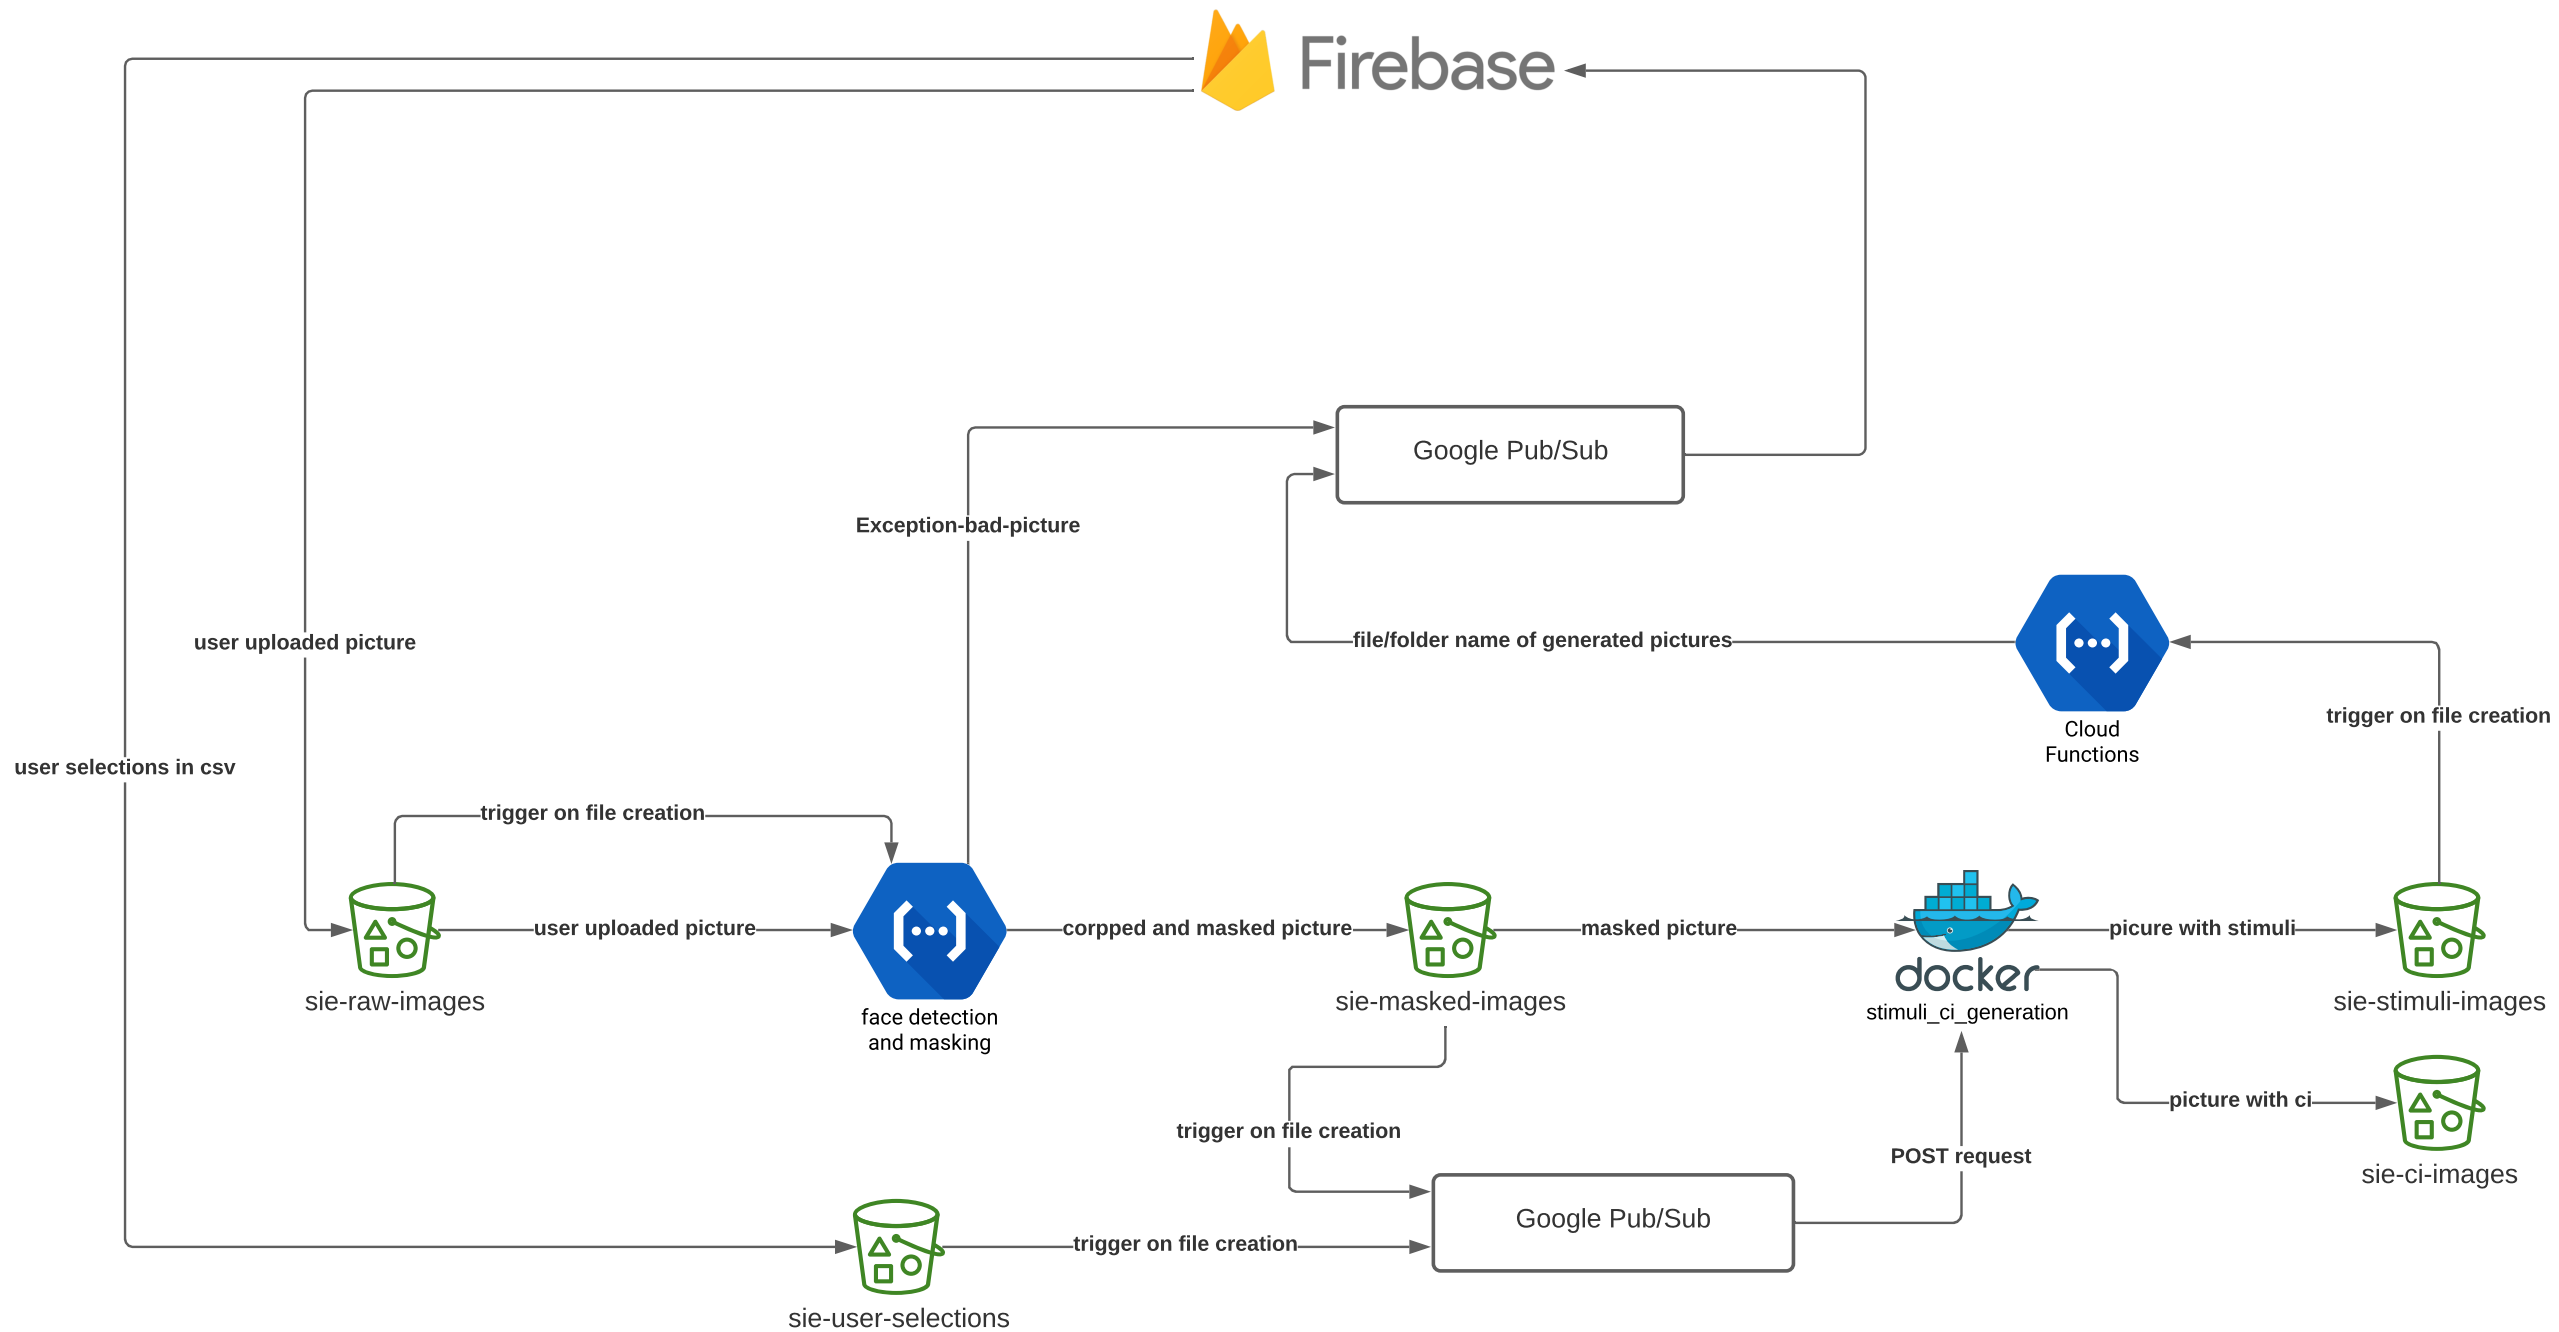 Firebase
Google Pub/Sub
Exception-bad-picture
user uploaded picture
file/folder name of generated pictures
Cloud
Functions
trigger on file creation
user selections in csv
trigger on file creation
user uploaded picture
corpped and masked picture
masked picture
picure with stimuli
docker
sie-raw-images
sie-masked-images
stimuli_ci_generation
sie-stimuli-images
face detection
and masking
picture with ci
trigger on file creation
POST request
sie-ci-images
Google Pub/Sub
trigger on file creation
sie-user-selections